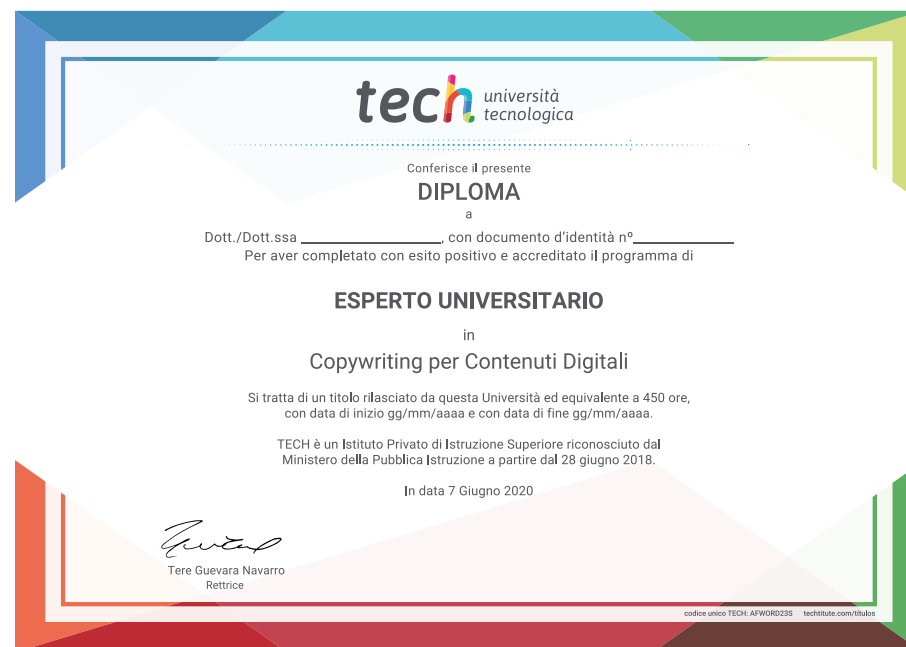 tech università
tecnologica
Conferisce il presente
DIPLOMA
a
Dott./Dott.ssa ____________________, con documento d'identità nº______________
Per aver completato con esito positivo e accreditato il programma di
ESPERTO UNIVERSITARIO
in
Copywriting per Contenuti Digitali
Si tratta di un titolo rilasciato da questa Università ed equivalente a 450 ore,
con data di inizio gg/mm/aaaa e con data di fine gg/mm/aaaa.
TECH è un Istituto Privato di Istruzione Superiore riconosciuto dal
Ministero della Pubblica Istruzione a partire dal 28 giugno 2018.
In data 7 Giugno 2020
Tere Guevara Navarro
Rettrice
codice unico TECH: AFWORD23S techtitute.com/títulos